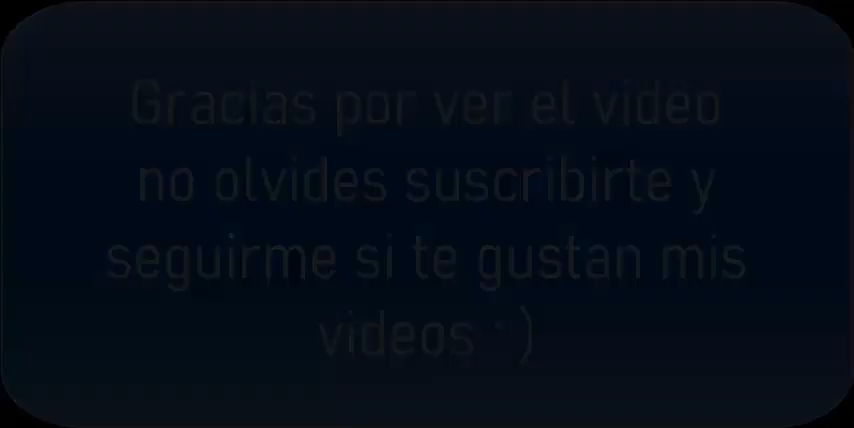 Gracias por ver el video
no olvides suscribirte y
seguirme si te gustan mis
videos :)